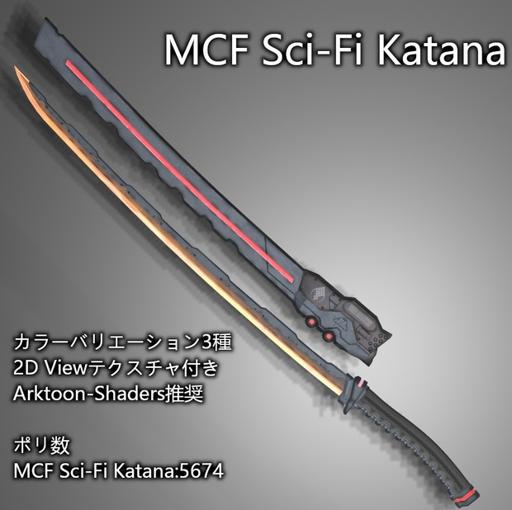 MCF Sci-Fi Katana
カラーバリエーション3種
2D Viewテクスチャ付き
Arktoon-Shaders推奨
ポリ数
MCF Sci-Fi Katana:5674